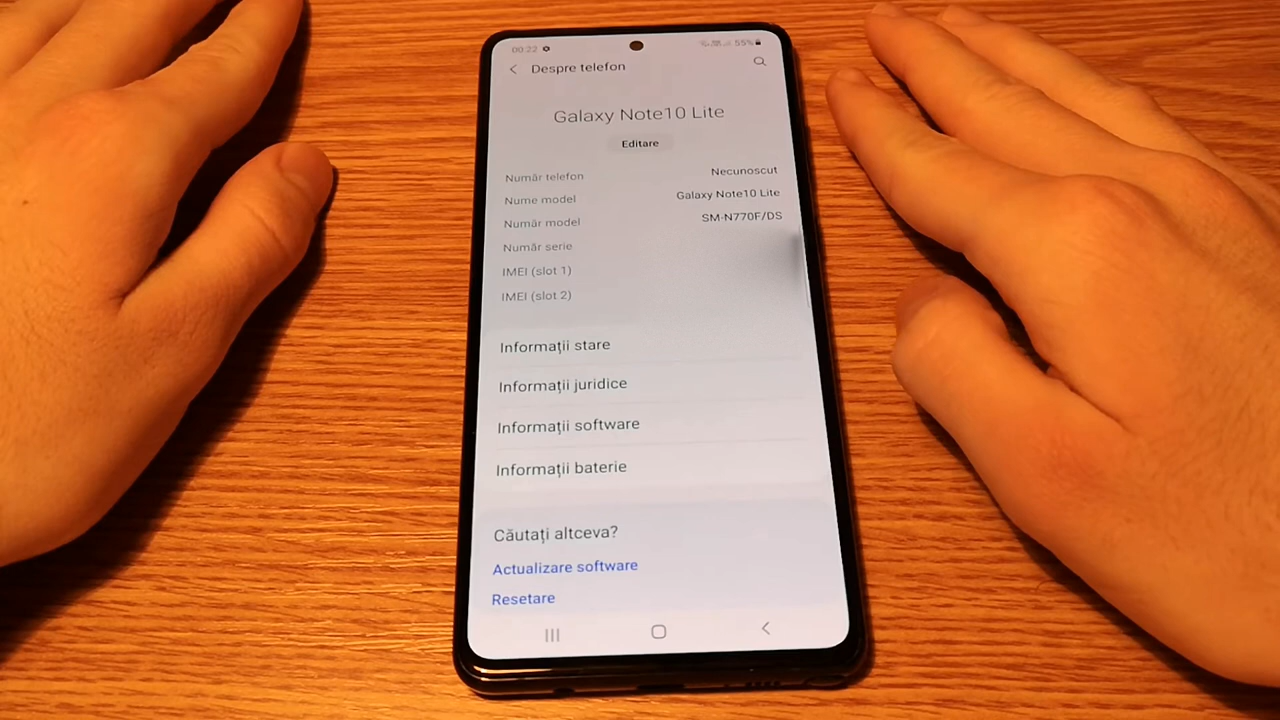 00:22
55%
Despre telefon
Galaxy Note10 Lite
Editare
Număr telefon Necunoscut
Nume model Galaxy Note10 Lite
Număr model SM-N770F/DS
Număr serie
IMEI (slot 1)
IMEI (slot 2)
Informații stare
Informații juridice
Informații software
Informații baterie
Căutați altceva?
Actualizare software
Resetare